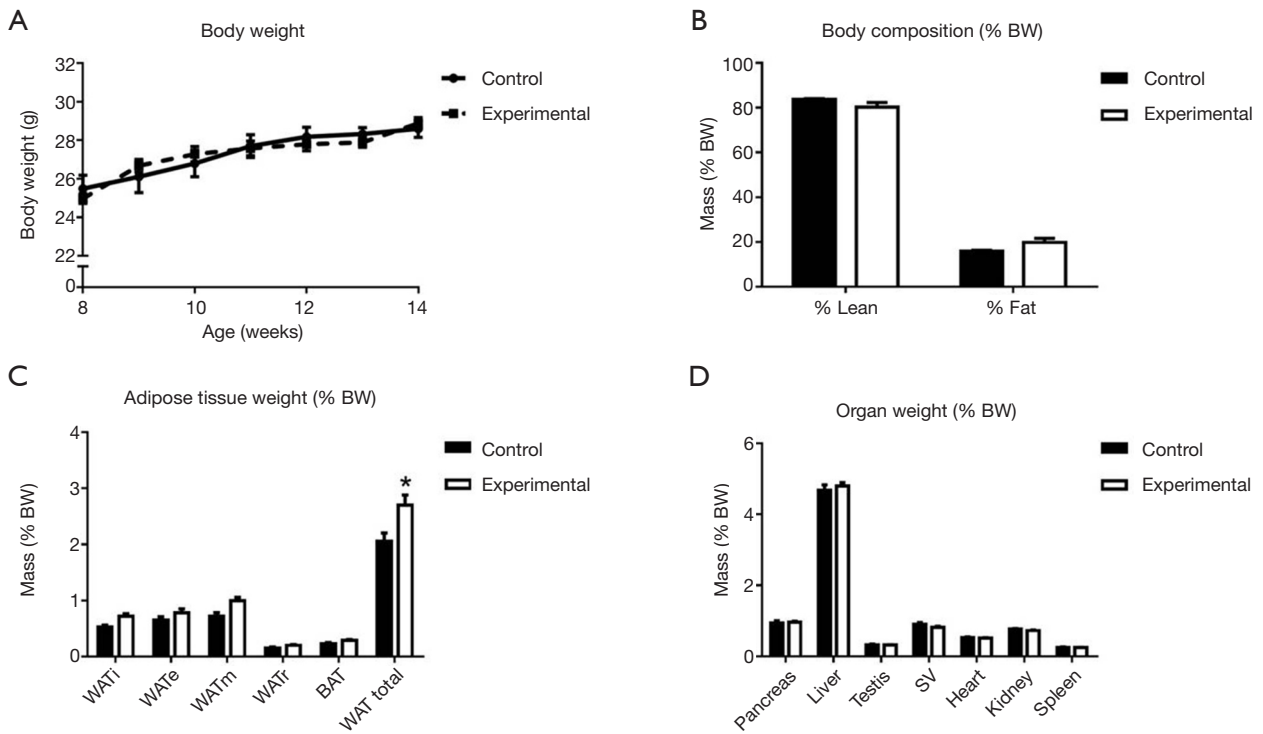 A
Body weight
32
30
28
26
24
22
0
Body weight (g)
8
10
12
14
Age (weeks)
Control
Experimental
B
Body composition (% BW)
100
80
60
40
20
0
Mass (% BW)
% Lean
% Fat
Control
Experimental
C
Adipose tissue weight (% BW)
4
3
2
1
0
Mass (% BW)
*
WATi
WATe
WATm
WATr
BAT
WAT total
Control
Experimental
D
Organ weight (% BW)
6
4
2
0
Mass (% BW)
Pancreas
Liver
Testis
SV
Heart
Kidney
Spleen
Control
Experimental